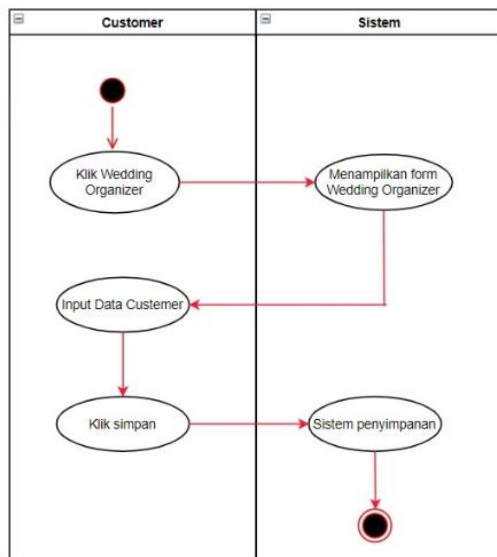 Customer
Sistem
Klik Wedding
Organizer
Menampilkan form
Wedding Organizer
Input Data Custemer
Klik simpan
Sistem penyimpanan